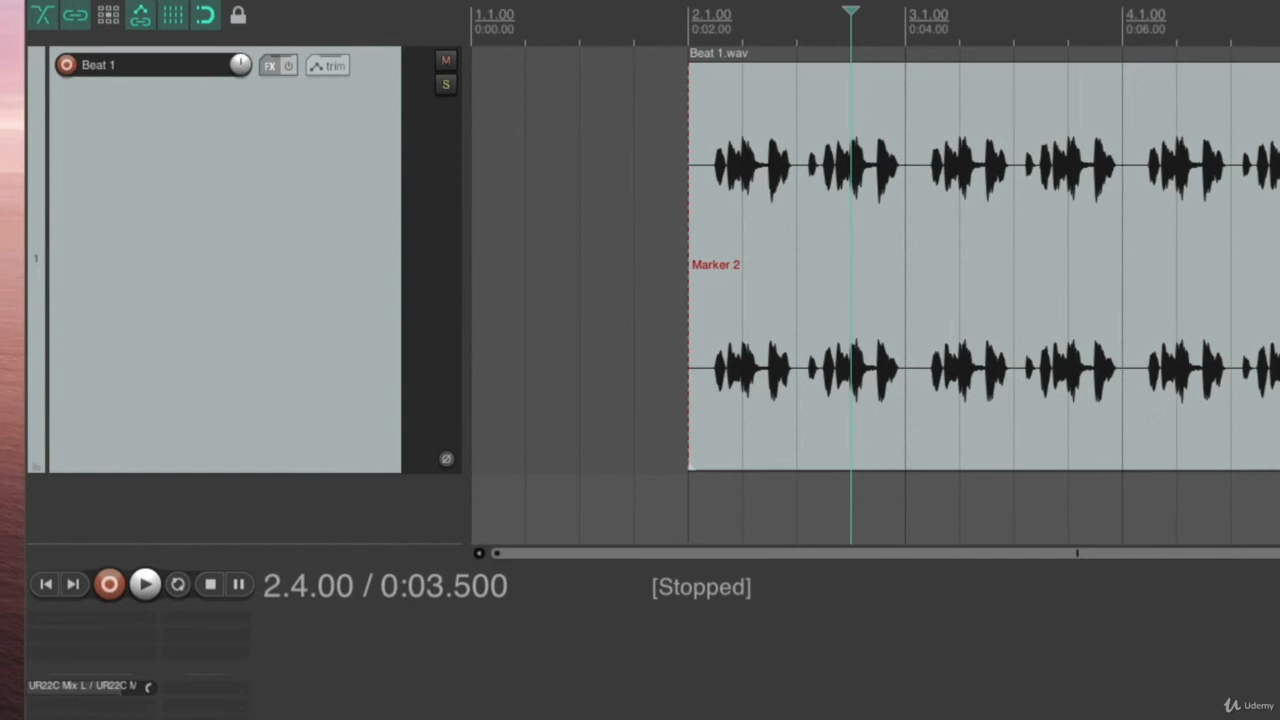 1.1.00
0:00.00
2.1.00
0:02.00
3.1.00
0:04.00
4.1.00
0:06.00
Beat 1.wav
Beat 1
FX
trim
M
S
1
Marker 2
2.4.00 / 0:03.500
[Stopped]
UR22C Mix L / UR22C M
Udemy